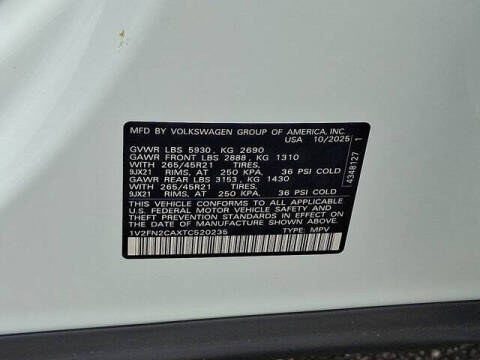 MFD BY VOLKSWAGEN GROUP OF AMERICA, INC.
USA 10/2025
GVWR LBS 5930, KG 2690
GAWR FRONT LBS 2888, KG 1310
WITH 265/45R21 TIRES,
9JX21 RIMS, AT 250 KPA, 36 PSI COLD
GAWR REAR LBS 3153, KG 1430
WITH 265/45R21 TIRES,
9JX21 RIMS, AT 250 KPA, 36 PSI COLD
THIS VEHICLE CONFORMS TO ALL APPLICABLE
U.S. FEDERAL MOTOR VEHICLE SAFETY AND
THEFT PREVENTION STANDARDS IN EFFECT ON
THE DATE OF MANUFACTURE SHOWN ABOVE.
1V2FN2CAXTC520235 TYPE: MPV
4348127 1